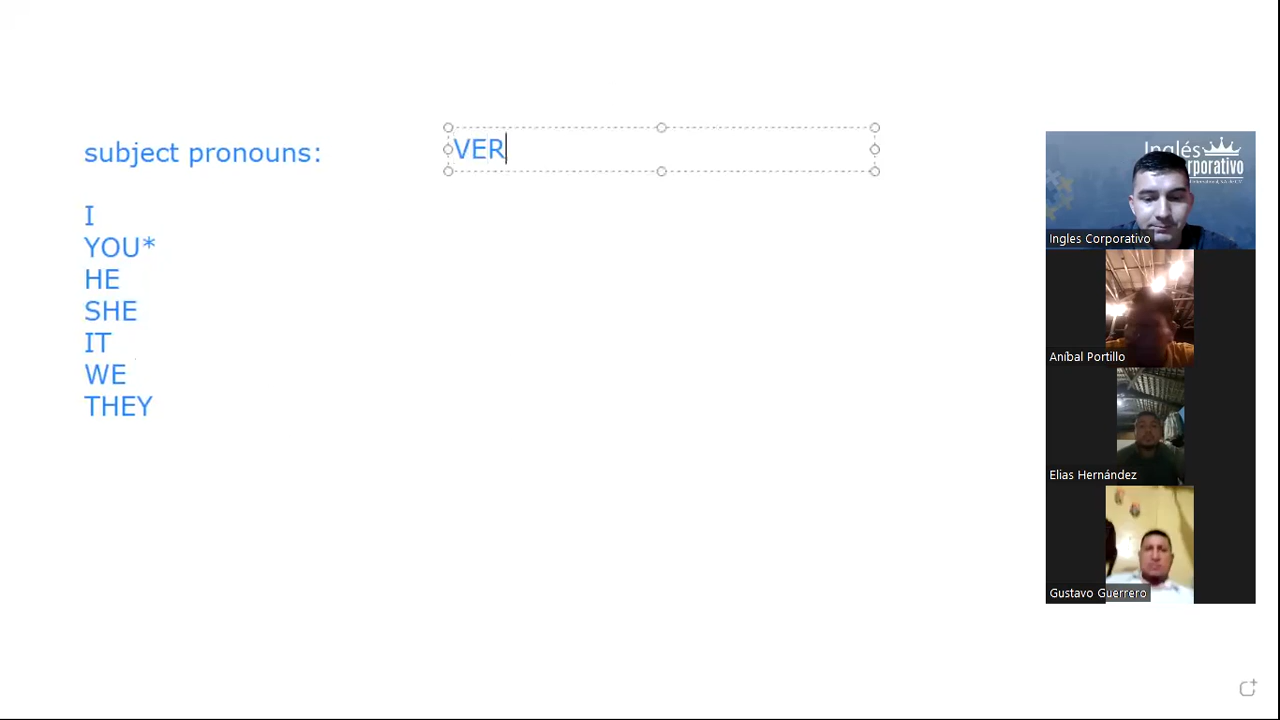 subject pronouns:
VER
I
YOU*
HE
SHE
IT
WE
THEY
Inglés
Corporativo
Ingles Corporativo
Aníbal Portillo
Elias Hernández
Gustavo Guerrero